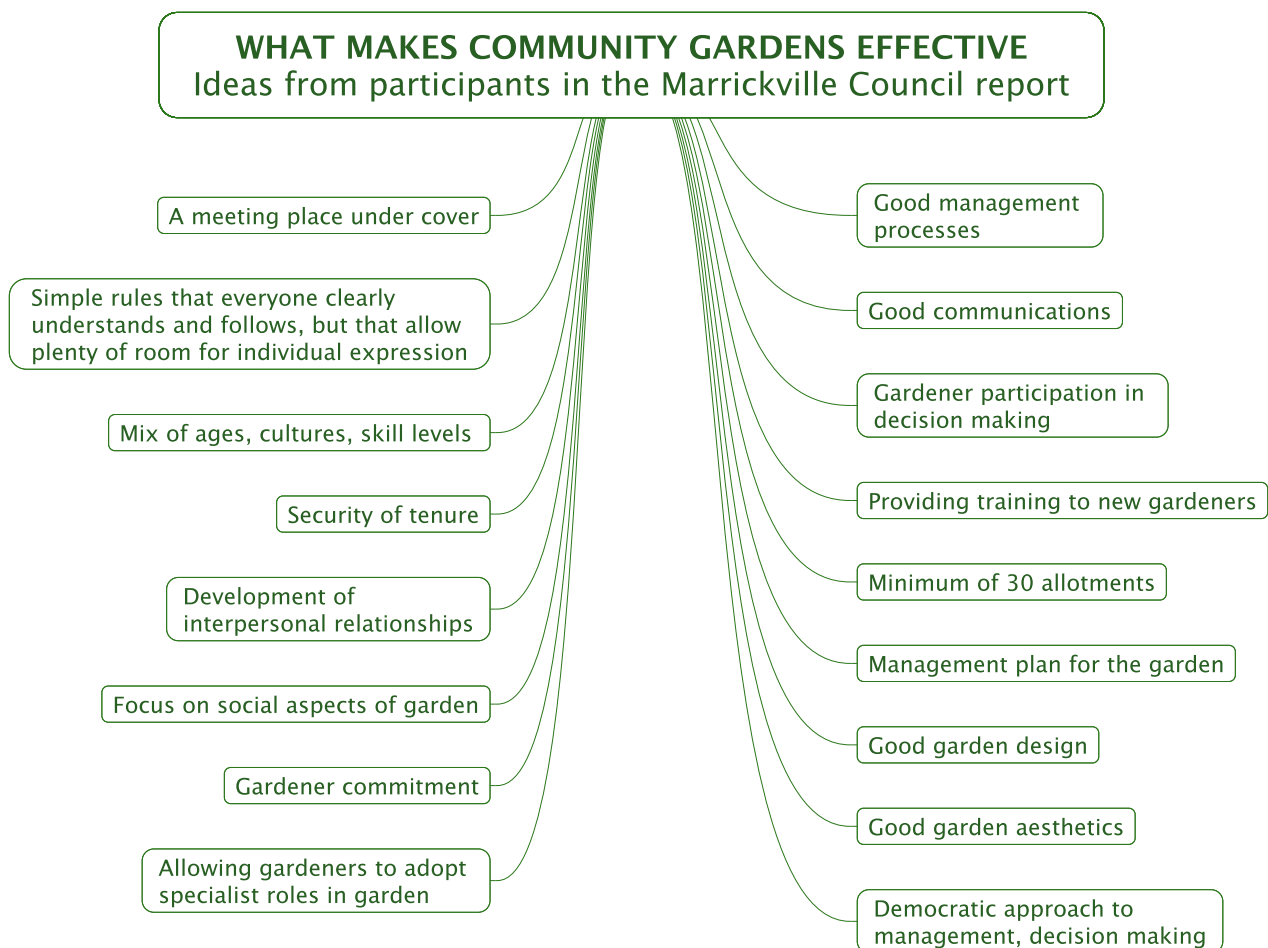 WHAT MAKES COMMUNITY GARDENS EFFECTIVE
Ideas from participants in the Marrickville Council report
A meeting place under cover
Simple rules that everyone clearly
understands and follows, but that allow
plenty of room for individual expression
Mix of ages, cultures, skill levels
Security of tenure
Development of
interpersonal relationships
Focus on social aspects of garden
Gardener commitment
Allowing gardeners to adopt
specialist roles in garden
Good management
processes
Good communications
Gardener participation in
decision making
Providing training to new gardeners
Minimum of 30 allotments
Management plan for the garden
Good garden design
Good garden aesthetics
Democratic approach to
management, decision making